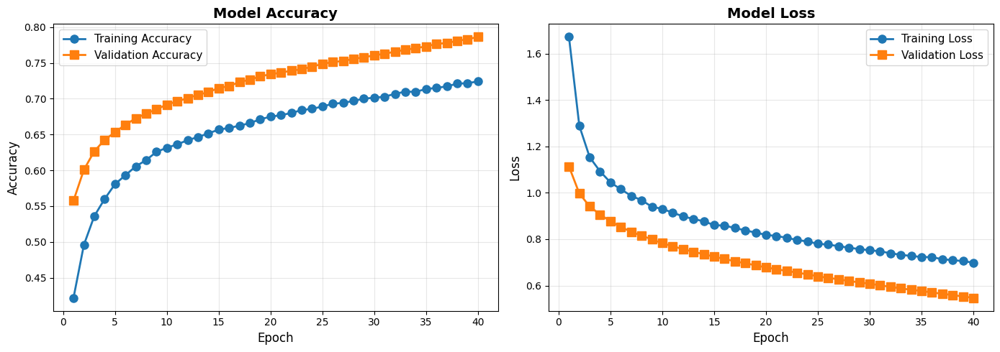 Model Accuracy
Training Accuracy
Validation Accuracy
0.80
0.75
0.70
0.65
0.60
0.55
0.50
0.45
Accuracy
0 5 10 15 20 25 30 35 40
Epoch
Model Loss
Training Loss
Validation Loss
1.6
1.4
1.2
1.0
0.8
0.6
Loss
0 5 10 15 20 25 30 35 40
Epoch